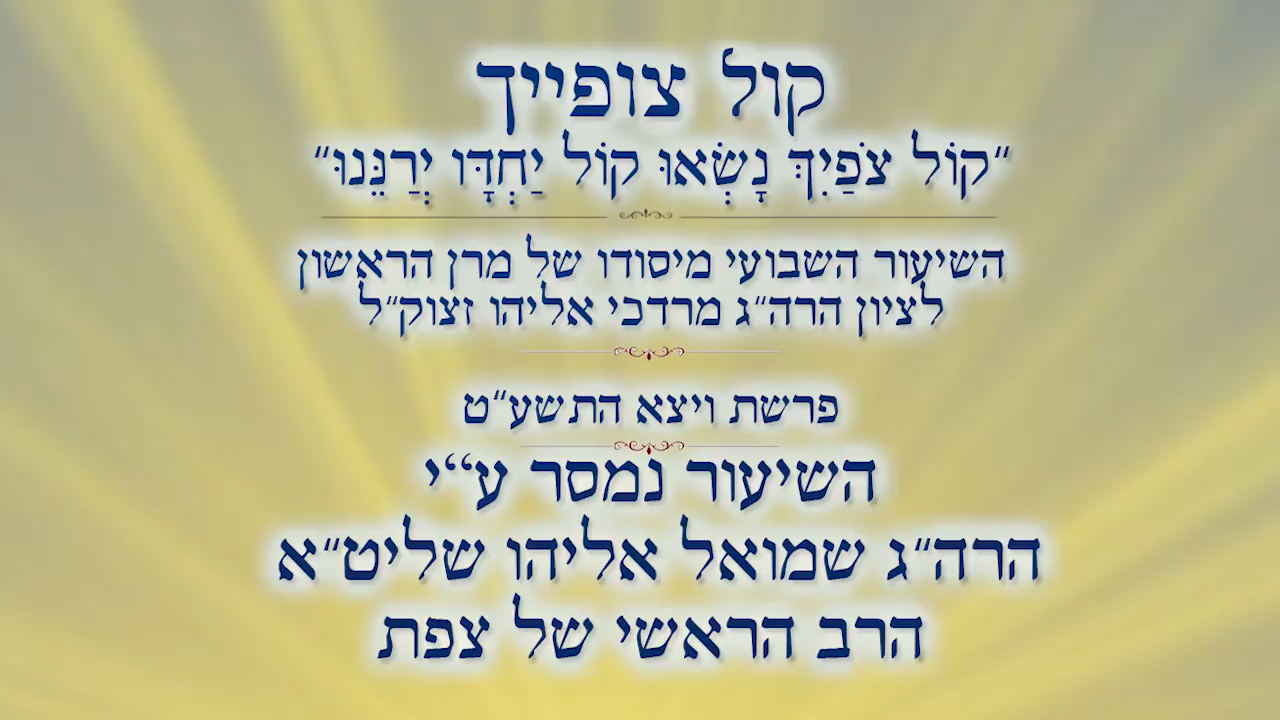 קול צופייך
"קוֹל צֹפַיִךְ נָשְׂאוּ קוֹל יַחְדָּו יְרַנֵּנוּ"
השיעור השבועי מיסודו של מרן הראשון
לציון הרה"ג מרדכי אליהו זצוק"ל
פרשת ויצא התשע"ט
השיעור נמסר ע"י
הרה"ג שמואל אליהו שליט"א
הרב הראשי של צפת